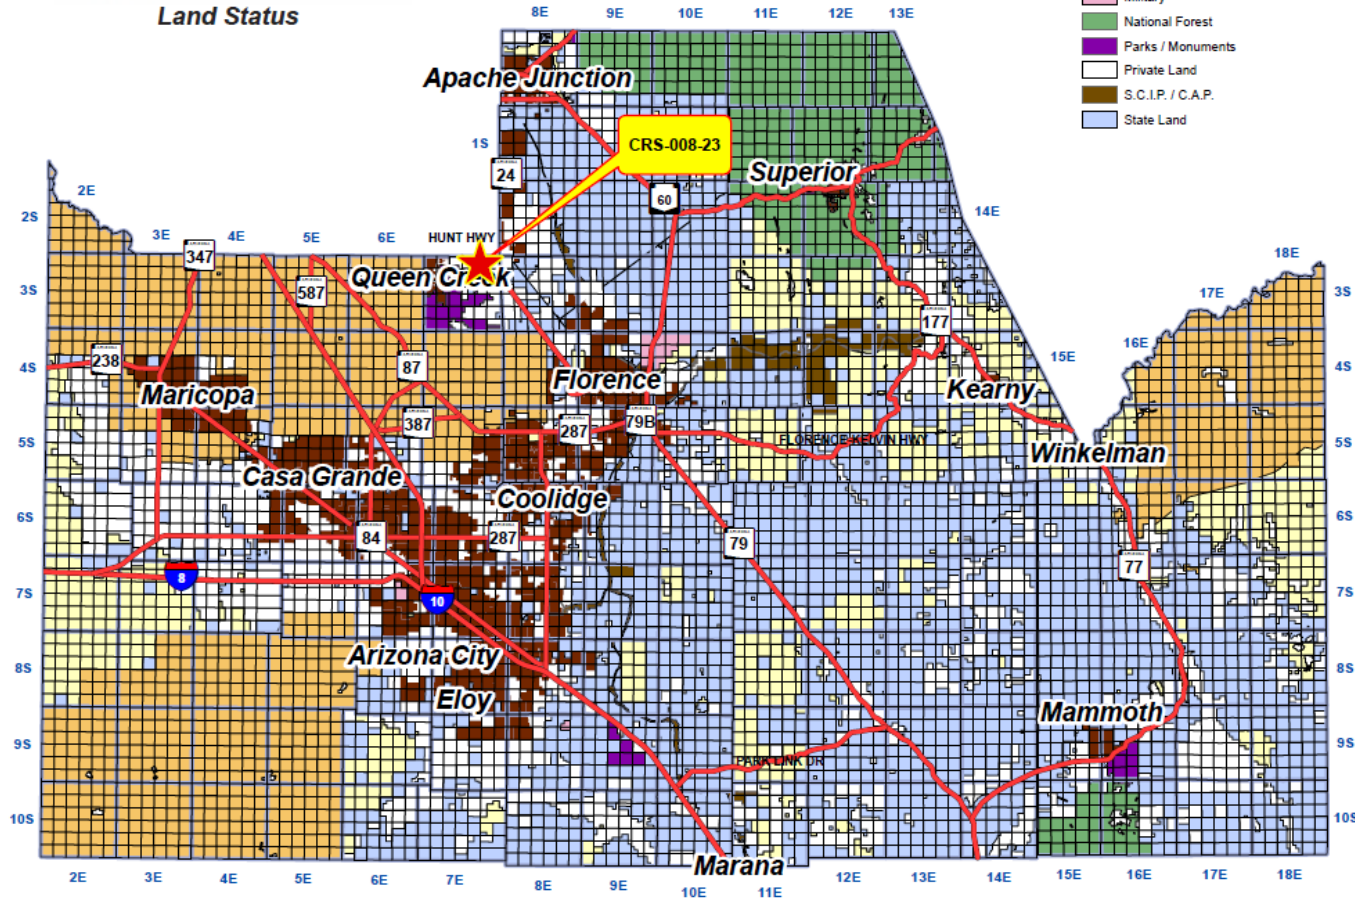 Land Status
8E 9E 10E 11E 12E 13E
Military
National Forest
Parks / Monuments
Private Land
S.C.I.P. / C.A.P.
State Land
Apache Junction
CRS-008-23
1S
24
Superior
60
2E
2S
14E
3E 4E 5E 6E
HUNT HWY
347
18E
Queen Creek
587
3S
17E
3S
177
16E
238
87
15E
4S
Florence
4S
Maricopa
Kearny
387
287
79B
5S
FLORENCE-KELVIN HWY
5S
Winkelman
Casa Grande
Coolidge
6S
84
287
79
6S
77
8
10
7S
7S
Arizona City
8S
8S
Eloy
Mammoth
9S
9S
PARK LINK DR
10S
10S
Marana
2E 3E 4E 5E 6E 7E 8E 9E 10E 11E 12E 13E 14E 15E 16E 17E 18E